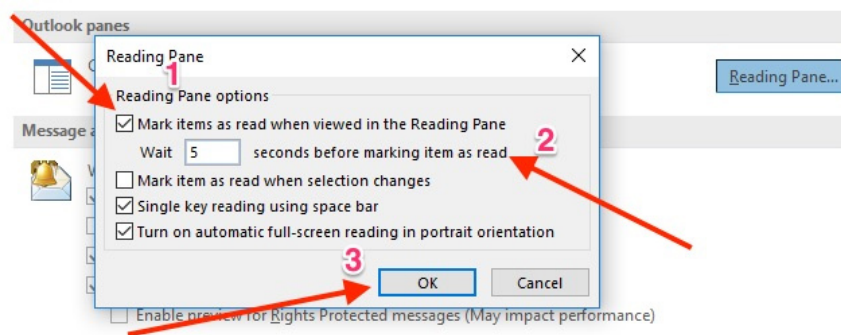 Outlook panes
Reading Pane
Reading Pane...
1
Reading Pane options
Mark items as read when viewed in the Reading Pane
Message
2
Wait 5 seconds before marking item as read
Mark item as read when selection changes
Single key reading using space bar
Turn on automatic full-screen reading in portrait orientation
3
OK Cancel
Enable preview for Rights Protected messages (May impact performance)